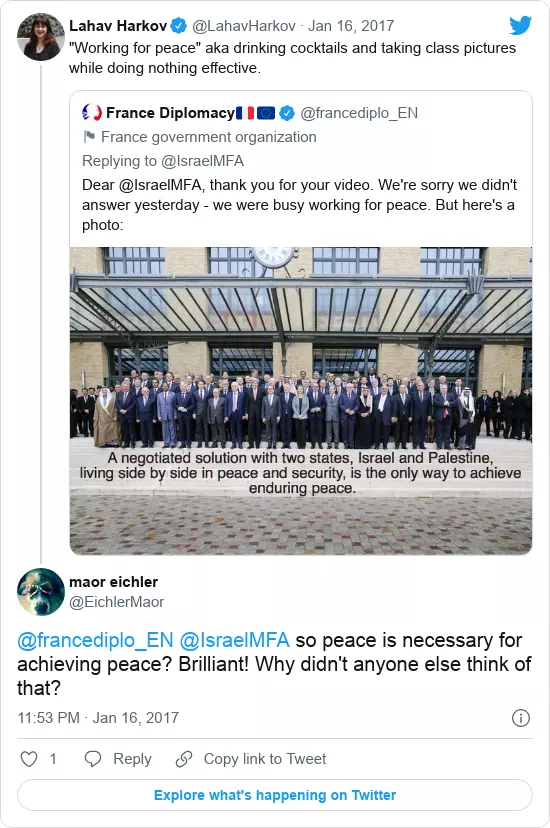 Lahav Harkov @LahavHarkov · Jan 16, 2017
"Working for peace" aka drinking cocktails and taking class pictures
while doing nothing effective.
France Diplomacy🇫🇷🇪🇺 @francediplo_EN
France government organization
Replying to @IsraelMFA
Dear @IsraelMFA, thank you for your video. We're sorry we didn't
answer yesterday - we were busy working for peace. But here's a
photo:
A negotiated solution with two states, Israel and Palestine,
living side by side in peace and security, is the only way to achieve
enduring peace.
maor eichler
@EichlerMaor
@francediplo_EN @IsraelMFA so peace is necessary for
achieving peace? Brilliant! Why didn't anyone else think of
that?
11:53 PM · Jan 16, 2017
1 Reply Copy link to Tweet
Explore what's happening on Twitter